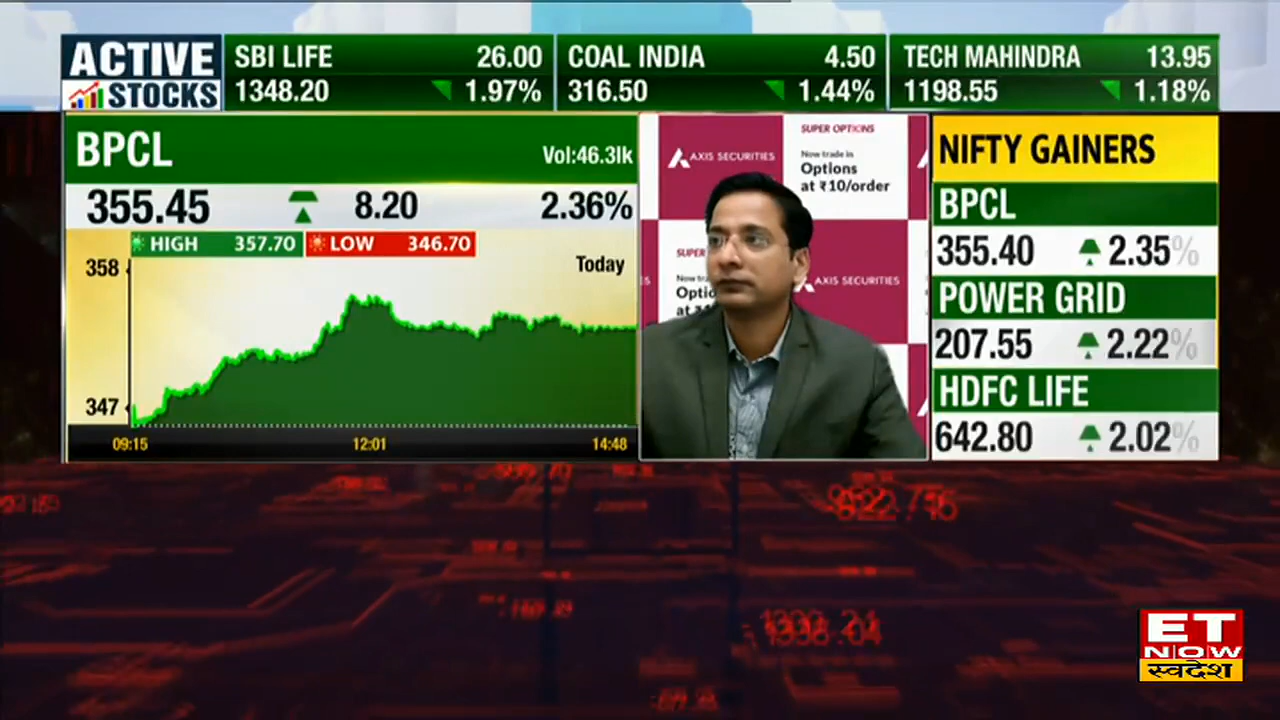 ACTIVE
STOCKS
SBI LIFE 26.00
1348.20 1.97%
COAL INDIA 4.50
316.50 1.44%
TECH MAHINDRA 13.95
1198.55 1.18%
BPCL Vol:46.3lk
355.45 8.20 2.36%
HIGH 357.70 LOW 346.70
Today
358
347
09:15 12:01 14:48
AXIS SECURITIES
SUPER OPTIONS
Now trade in
Options
at ₹10/order
SUPER
AXIS SECURITIES
NIFTY GAINERS
BPCL
355.40 2.35%
POWER GRID
207.55 2.22%
HDFC LIFE
642.80 2.02%
ET
NOW
स्वदेश